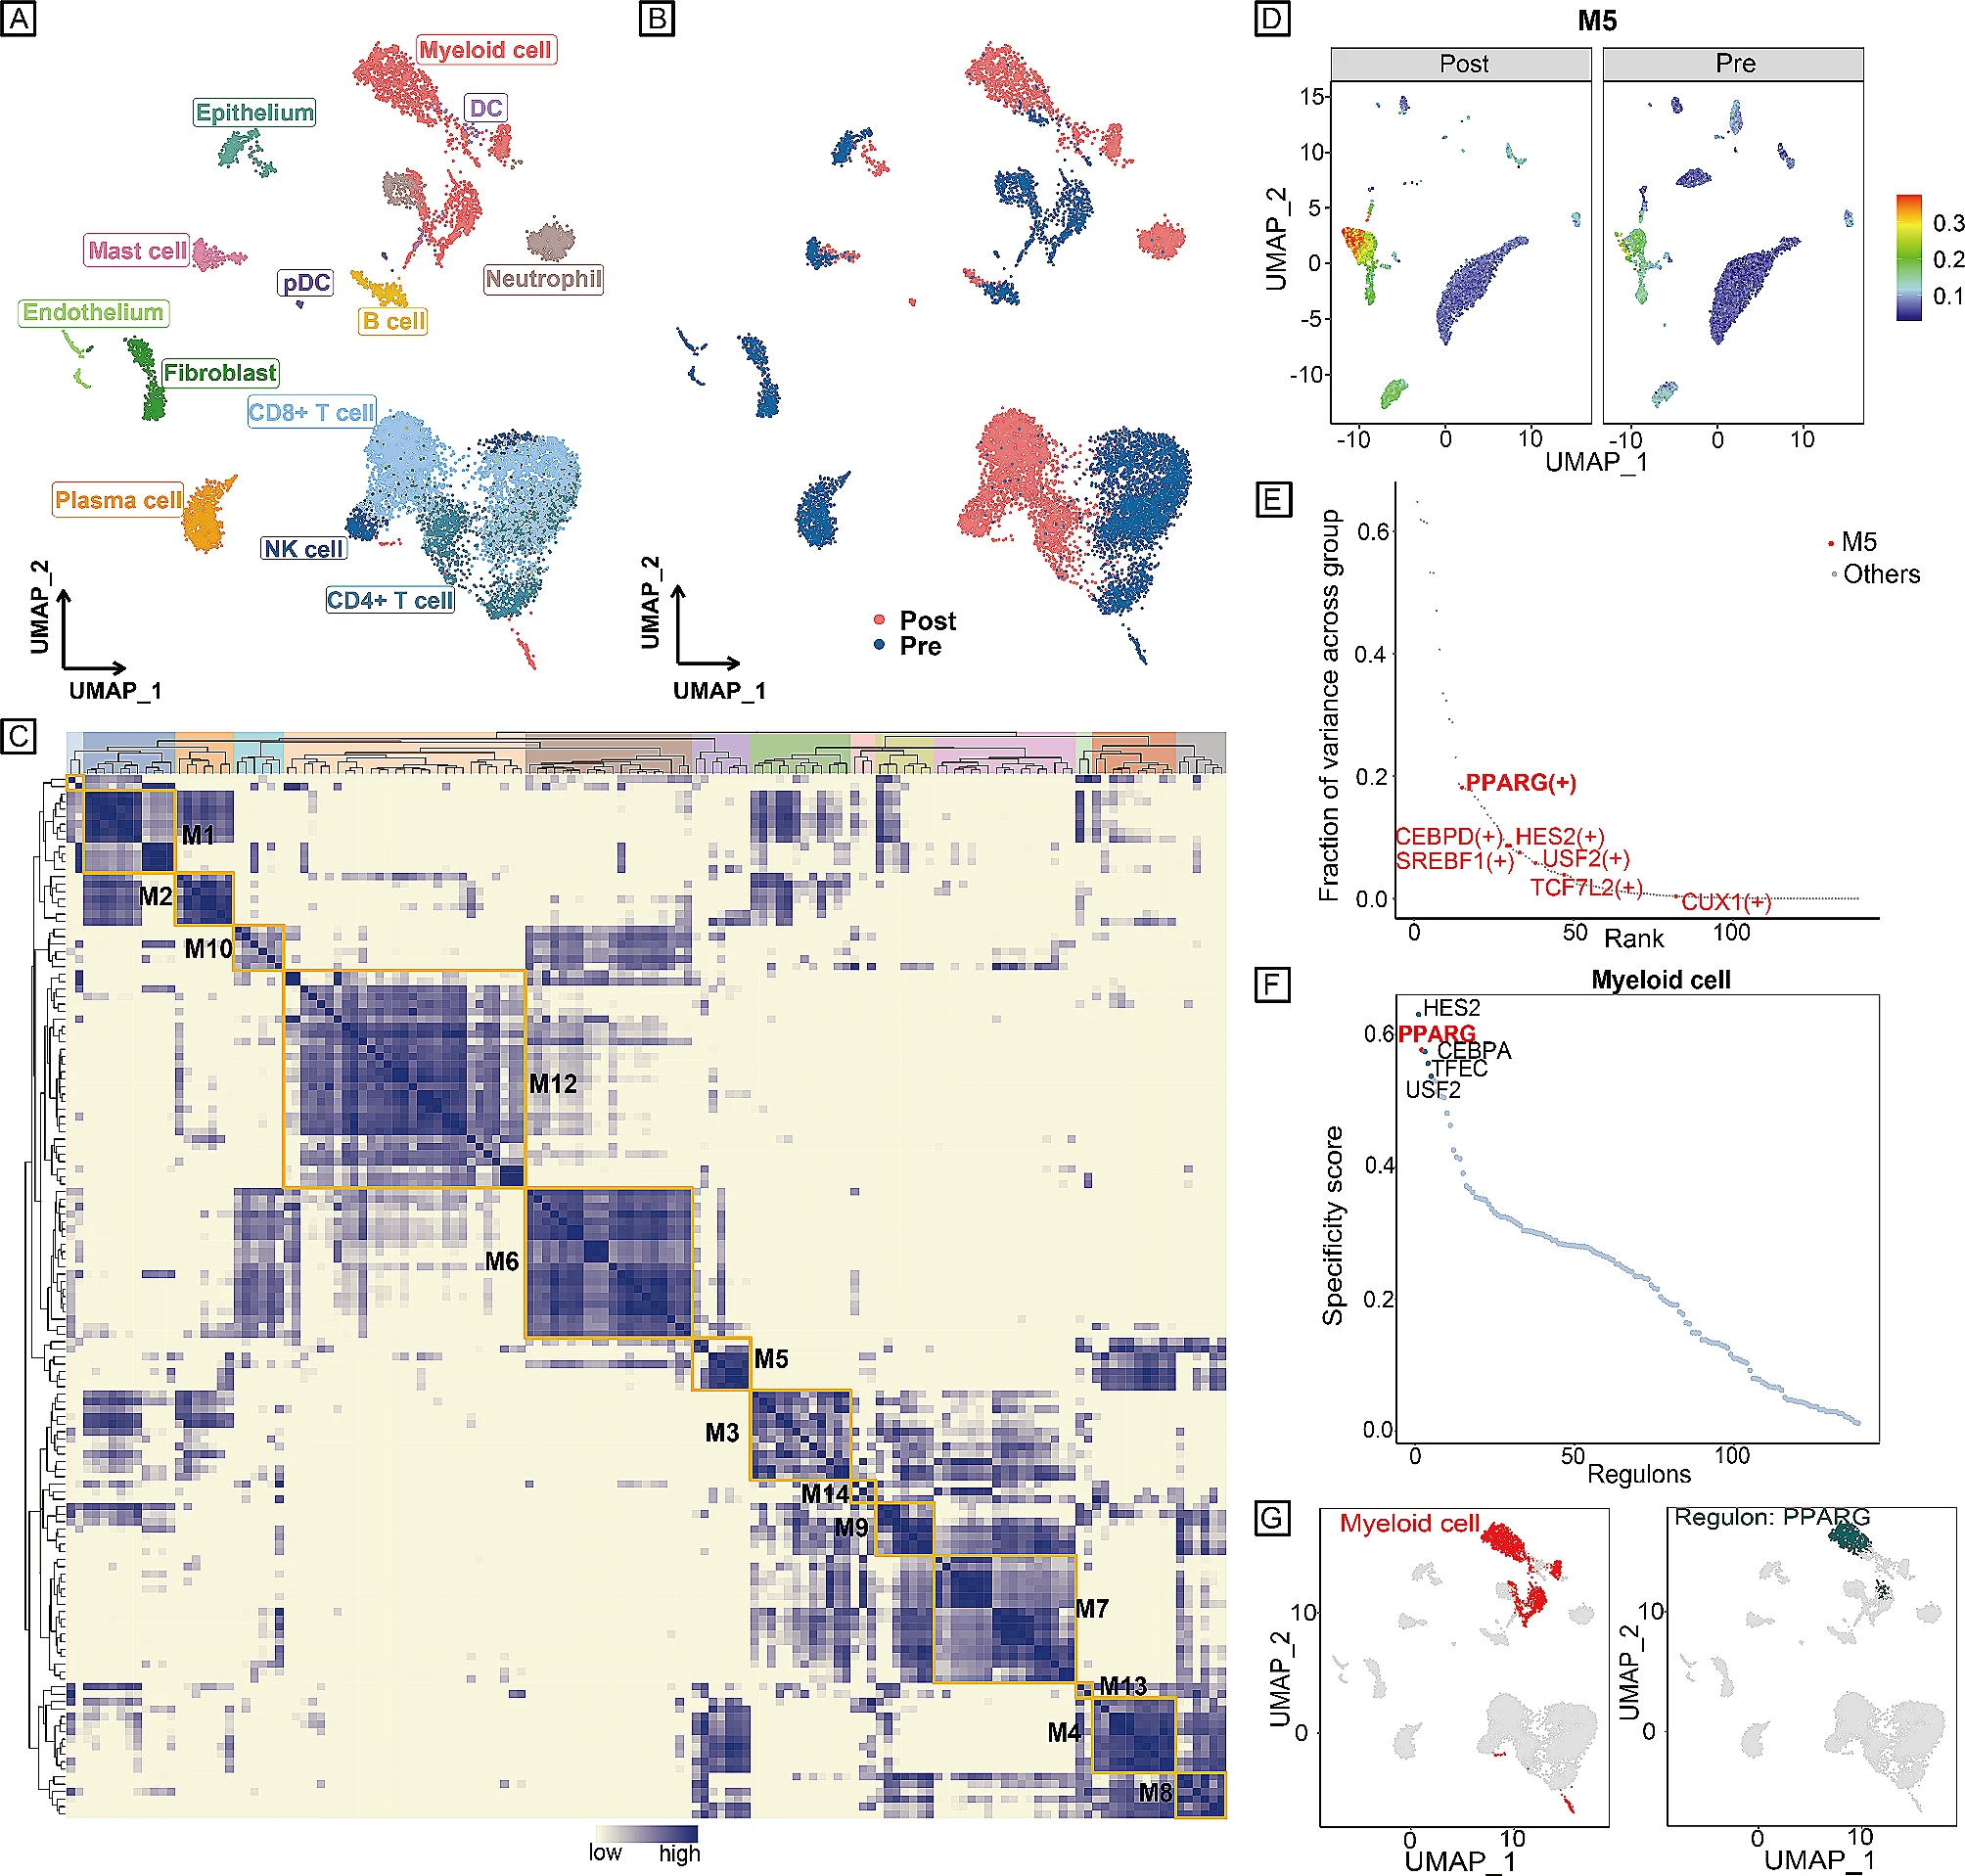 A
Myeloid cell
DC
Epithelium
Mast cell
pDC
Neutrophil
B cell
Endothelium
Fibroblast
CD8+ T cell
Plasma cell
NK cell
CD4+ T cell
UMAP_2
UMAP_1
B
Post
Pre
UMAP_2
UMAP_1
C
M1
M2
M10
M12
M6
M5
M3
M14
M9
M7
M13
M4
M8
low high
D
M5
Post Pre
15
10
5
0
-5
-10
UMAP_2
-10 0 10 -10 0 10
UMAP_1
0.3
0.2
0.1
E
Fraction of variance across group
0.6
0.4
0.2
0.0
M5
Others
PPARG(+)
CEBPD(+) HES2(+)
SREBF1(+) USF2(+)
TCF7L2(+)
CUX1(+)
0 50 100
Rank
F
Myeloid cell
HES2
PPARG
CEBPA
TFEC
USF2
Specificity score
0.6
0.4
0.2
0.0
0 50 100
Regulons
G
Myeloid cell
10
0
UMAP_2
0 10
UMAP_1
Regulon: PPARG
10
0
UMAP_2
0 10
UMAP_1